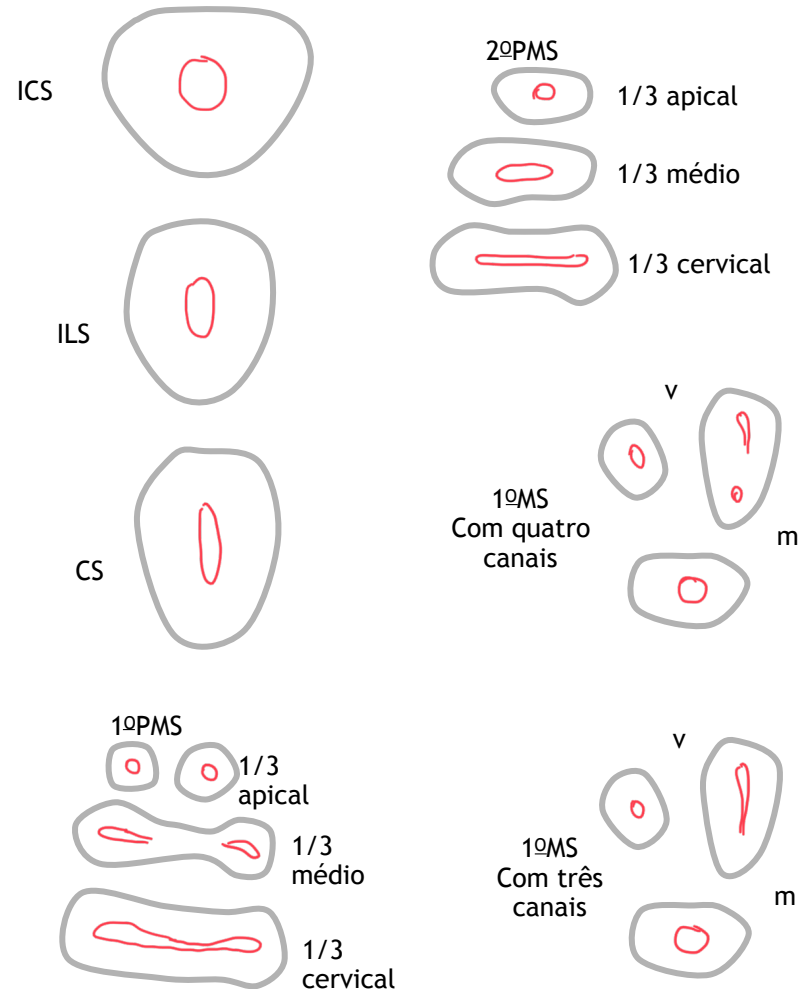 ICS
ILS
CS
1ºPMS
1/3
apical
1/3
médio
1/3
cervical
2ºPMS
1/3 apical
1/3 médio
1/3 cervical
v
1ºMS
Com quatro
canais
m
v
1ºMS
Com três
canais
m